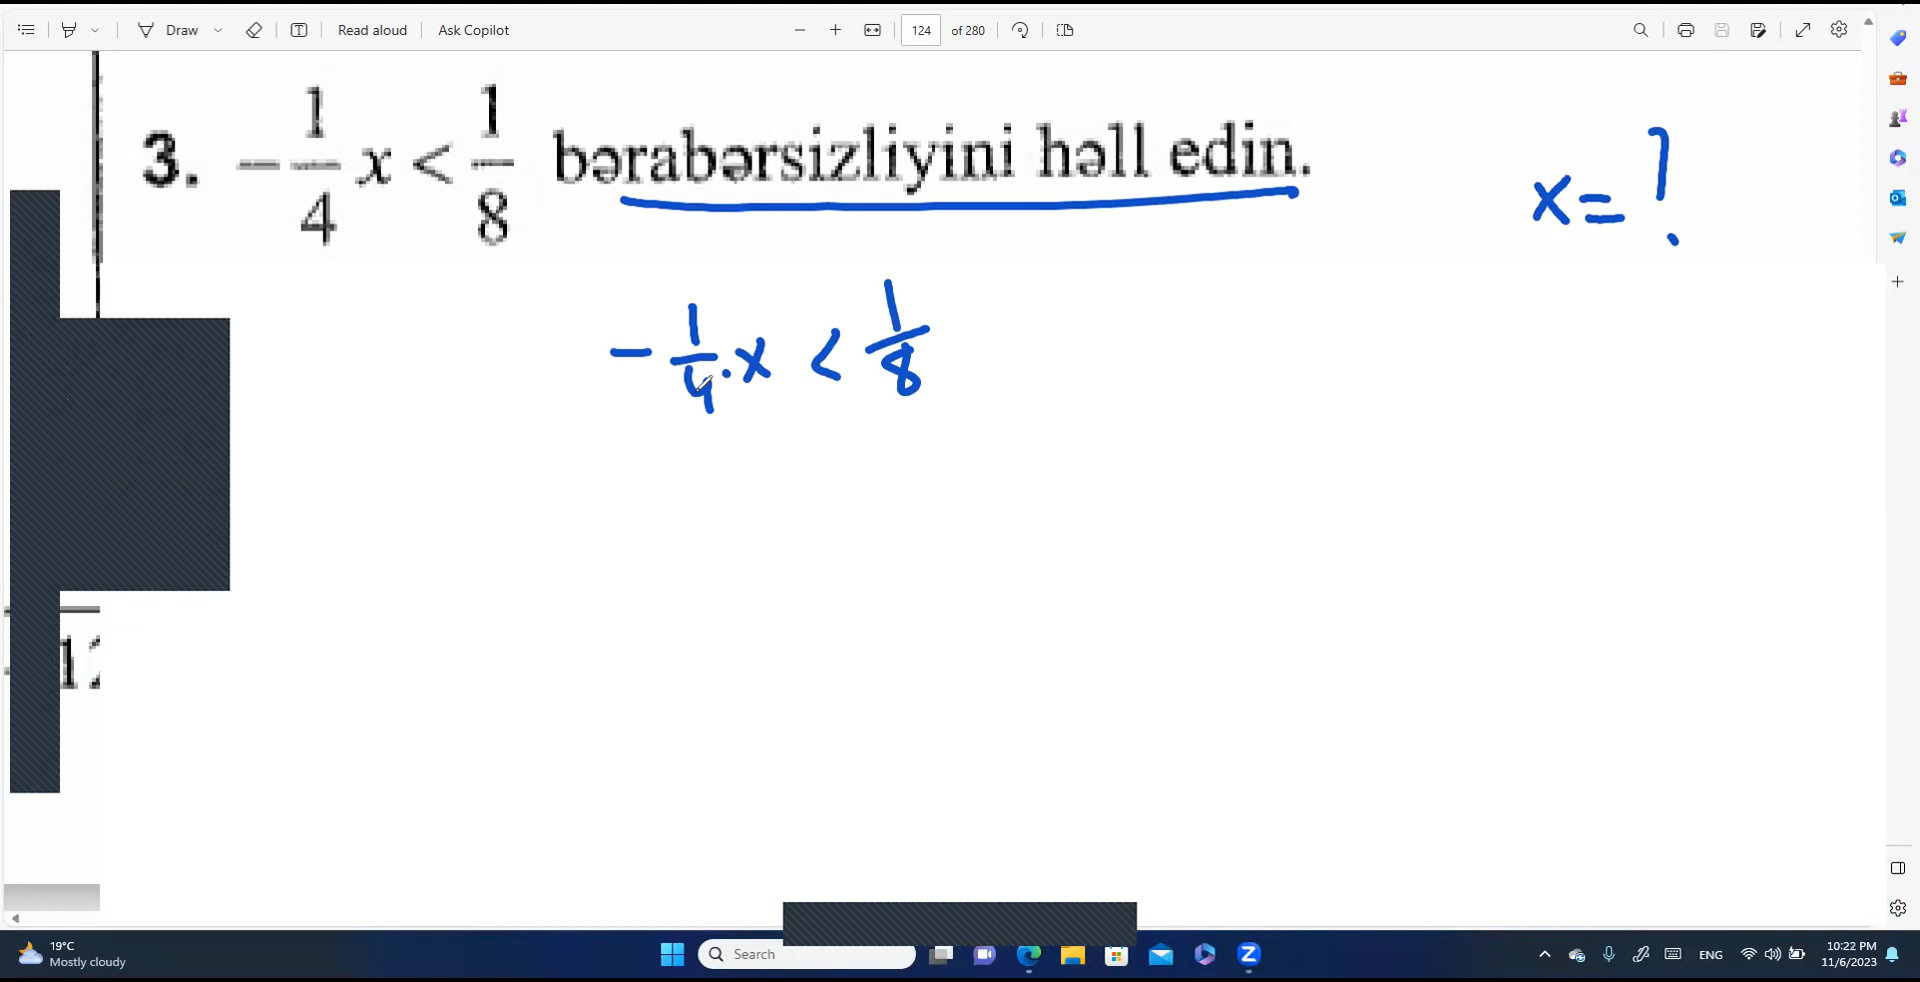 Draw
Read aloud
Ask Copilot
124 of 280
3. -1/4 x < 1/8 bərabərsizliyini həll edin.
x = ?
-1/4 · x < 1/8
19°C
Mostly cloudy
Search
ENG
10:22 PM
11/6/2023